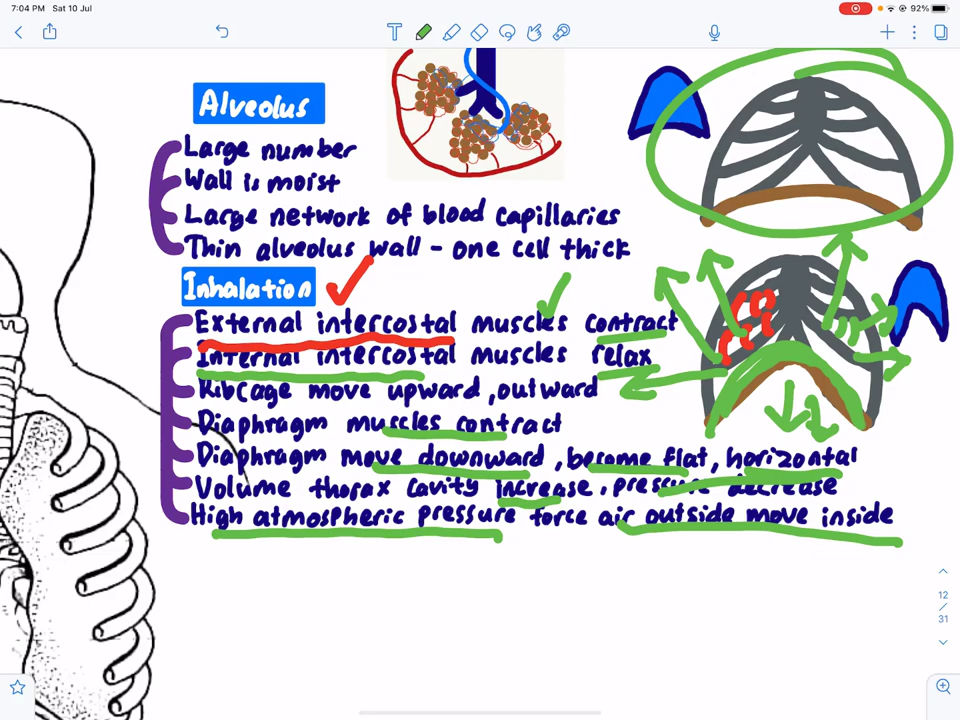 7:04 PM Sat 10 Jul
92%
Alveolus
Large number
Wall is moist
Large network of blood capillaries
Thin alveolus wall - one cell thick
Inhalation
External intercostal muscles contract
Internal intercostal muscles relax
Ribcage move upward, outward
Diaphragm muscles contract
Diaphragm move downward, become flat, horizontal
Volume thorax cavity increase, pressure decrease
High atmospheric pressure force air outside move inside
12
/
31